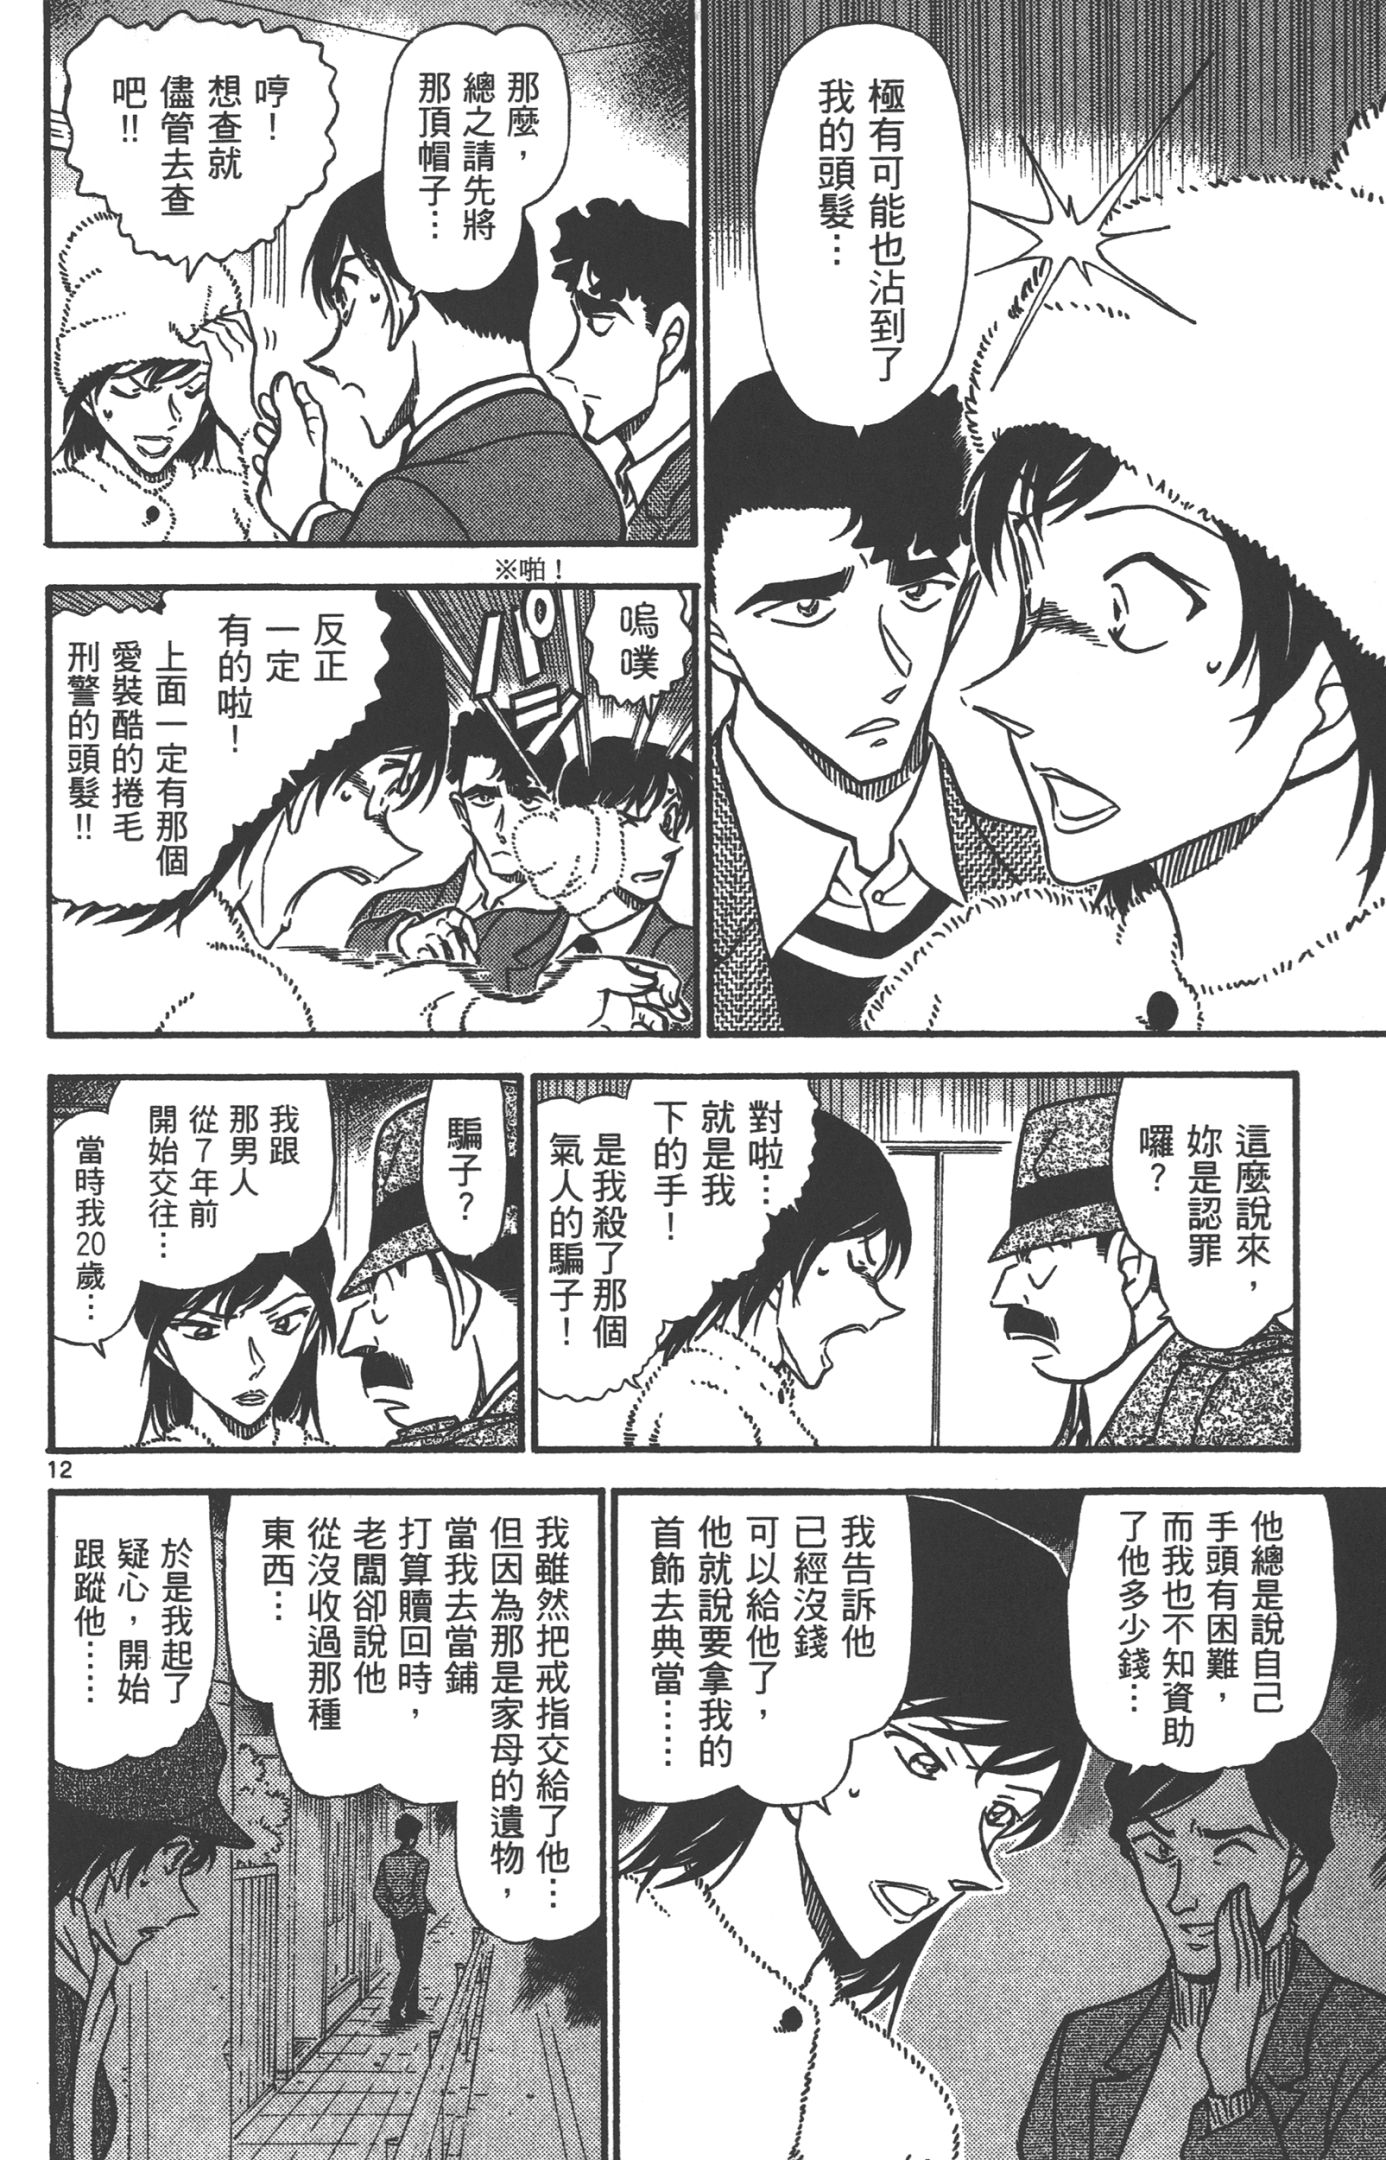 極有可能也沾到了
我的頭髮…
那麼，
總之請先將
那頂帽子…
哼！
想查就
儘管去查
吧!!
※啪！
嗚噗
反正
一定
有的啦！
上面一定有那個
愛裝酷的捲毛
刑警的頭髮!!
這麼說來，
妳是認罪
囉？
對啦…
就是我
下的手！
是我殺了那個
氣人的騙子！
騙子？
我跟
那男人
從7年前
開始交往…
當時我20歲…
12
他總是說自己
手頭有困難，
而我也不知資助
了他多少錢…
我告訴他
已經沒錢
可以給他了，
他就說要拿我的
首飾去典當……
我雖然把戒指交給了他…
但因為那是家母的遺物，
當我去當鋪
打算贖回時，
老闆卻說他
從沒收過那種
東西…
於是我起了
疑心，開始
跟蹤他……